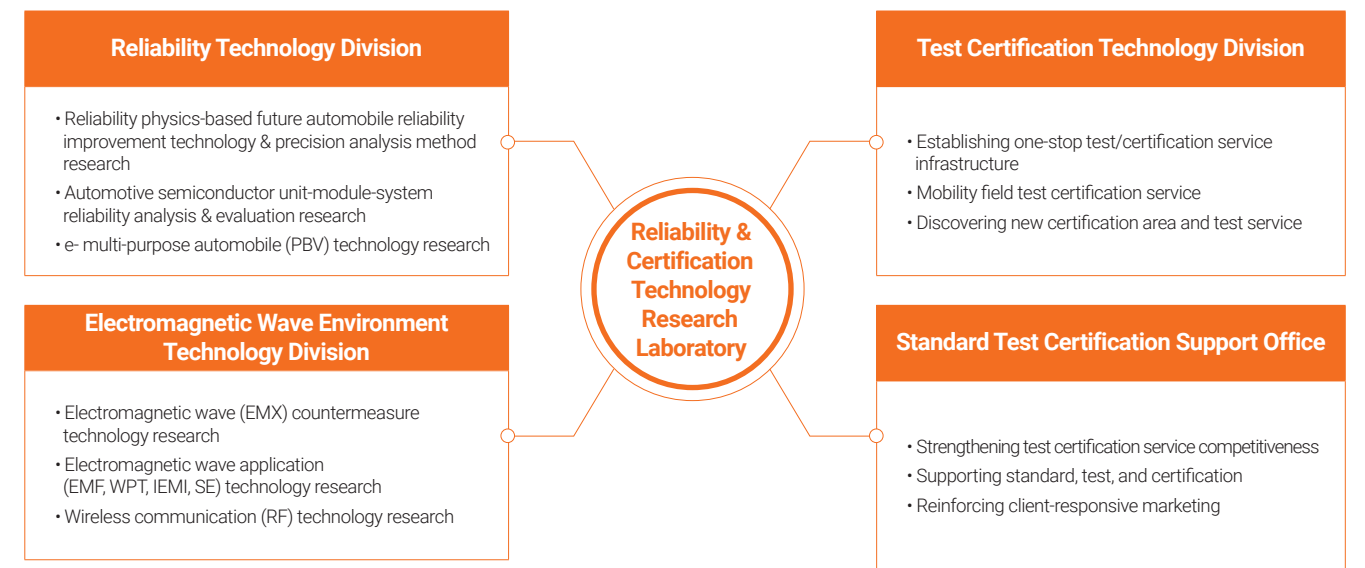 Reliability Technology Division
• Reliability physics-based future automobile reliability
improvement technology & precision analysis method
research
• Automotive semiconductor unit-module-system
reliability analysis & evaluation research
• e- multi-purpose automobile (PBV) technology research
Electromagnetic Wave Environment
Technology Division
• Electromagnetic wave (EMX) countermeasure
technology research
• Electromagnetic wave application
(EMF, WPT, IEMI, SE) technology research
• Wireless communication (RF) technology research
Reliability &
Certification
Technology
Research
Laboratory
Test Certification Technology Division
• Establishing one-stop test/certification service
infrastructure
• Mobility field test certification service
• Discovering new certification area and test service
Standard Test Certification Support Office
• Strengthening test certification service competitiveness
• Supporting standard, test, and certification
• Reinforcing client-responsive marketing